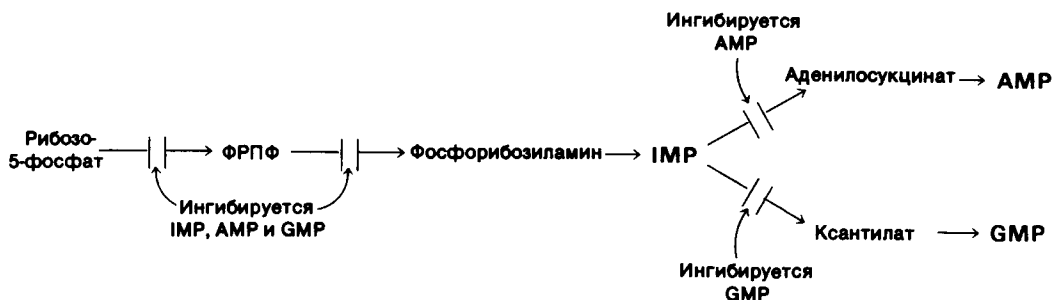 Ингибируется
AMP
Аденилосукцинат
AMP
Рибозо-
5-фосфат
ФРПФ
Фосфорибозиламин
IMP
Ингибируется
IMP, AMP и GMP
Ксантилат
GMP
Ингибируется
GMP